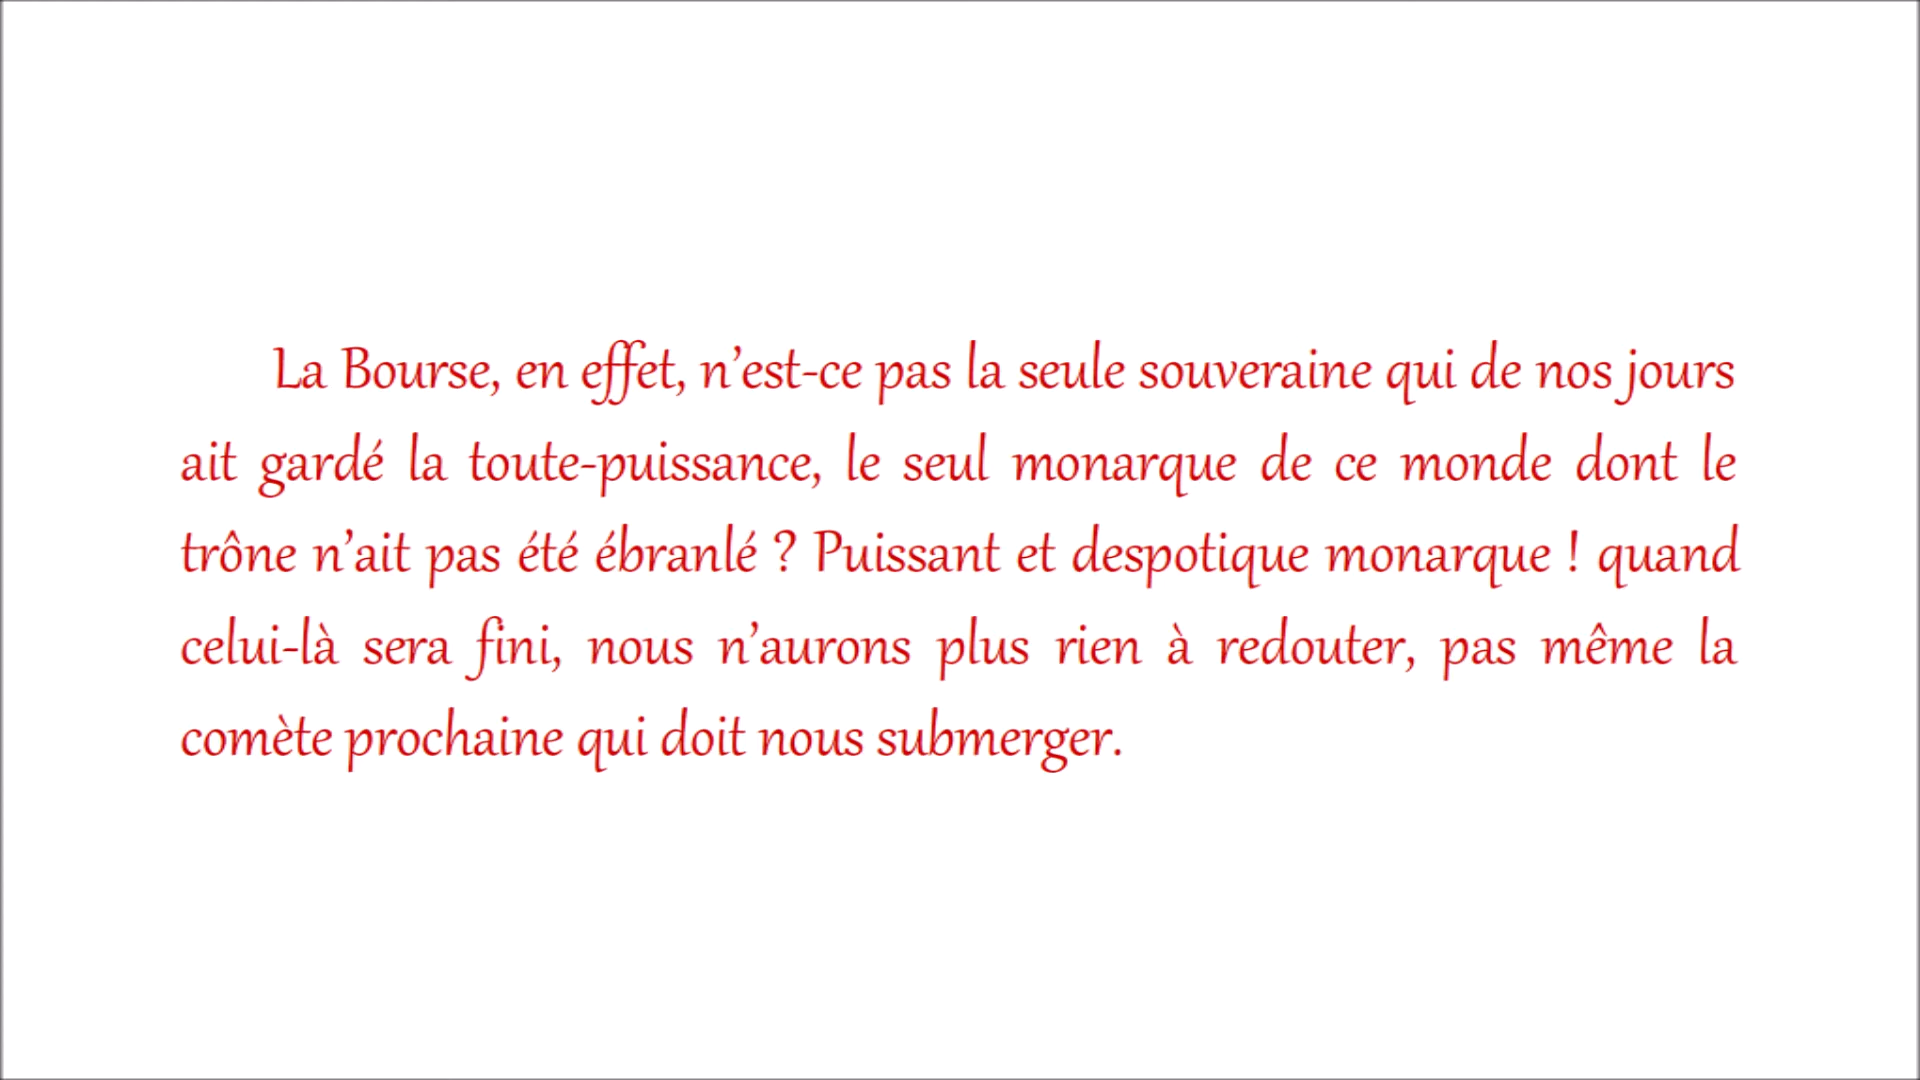 La Bourse, en effet, n’est-ce pas la seule souveraine qui de nos jours
ait gardé la toute-puissance, le seul monarque de ce monde dont le
trône n’ait pas été ébranlé ? Puissant et despotique monarque ! quand
celui-là sera fini, nous n’aurons plus rien à redouter, pas même la
comète prochaine qui doit nous submerger.